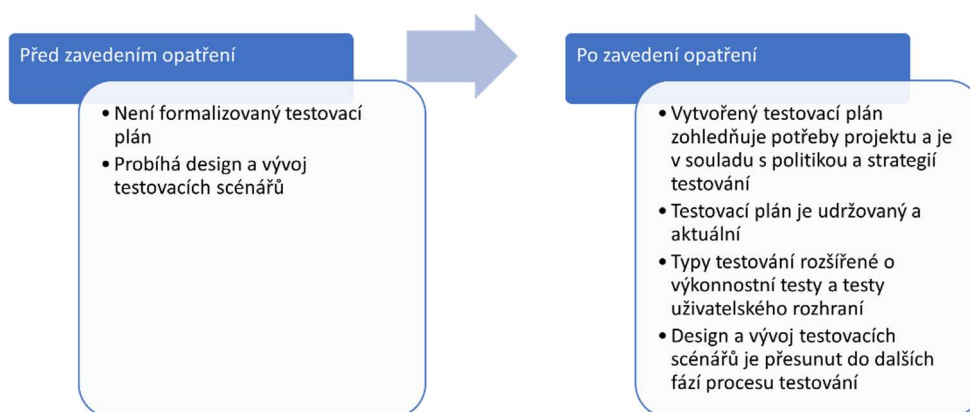 Před zavedením opatření
• Není formalizovaný testovací
plán
• Probíhá design a vývoj
testovacích scénářů
Po zavedení opatření
• Vytvořený testovací plán
zohledňuje potřeby projektu a je
v souladu s politikou a strategií
testování
• Testovací plán je udržovaný a
aktuální
• Typy testování rozšířené o
výkonnostní testy a testy
uživatelského rozhraní
• Design a vývoj testovacích
scénářů je přesunut do dalších
fází procesu testování